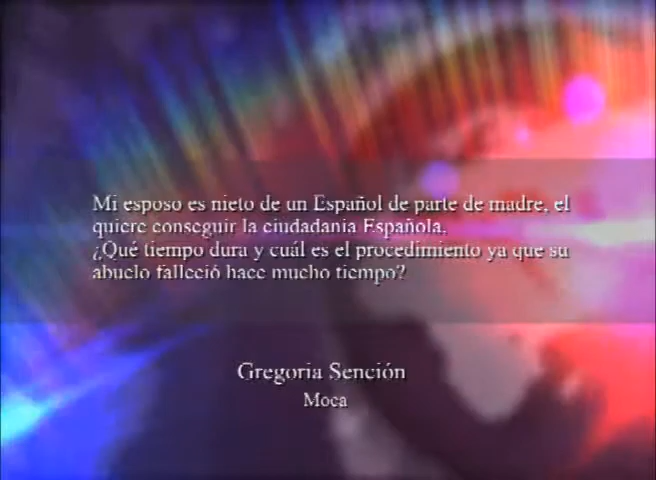 Mi esposo es nieto de un Español de parte de madre, el
quiere conseguir la ciudadania Española.
¿Qué tiempo dura y cuál es el procedimiento ya que su
abuelo falleció hace mucho tiempo?
Gregoria Sención
Moca